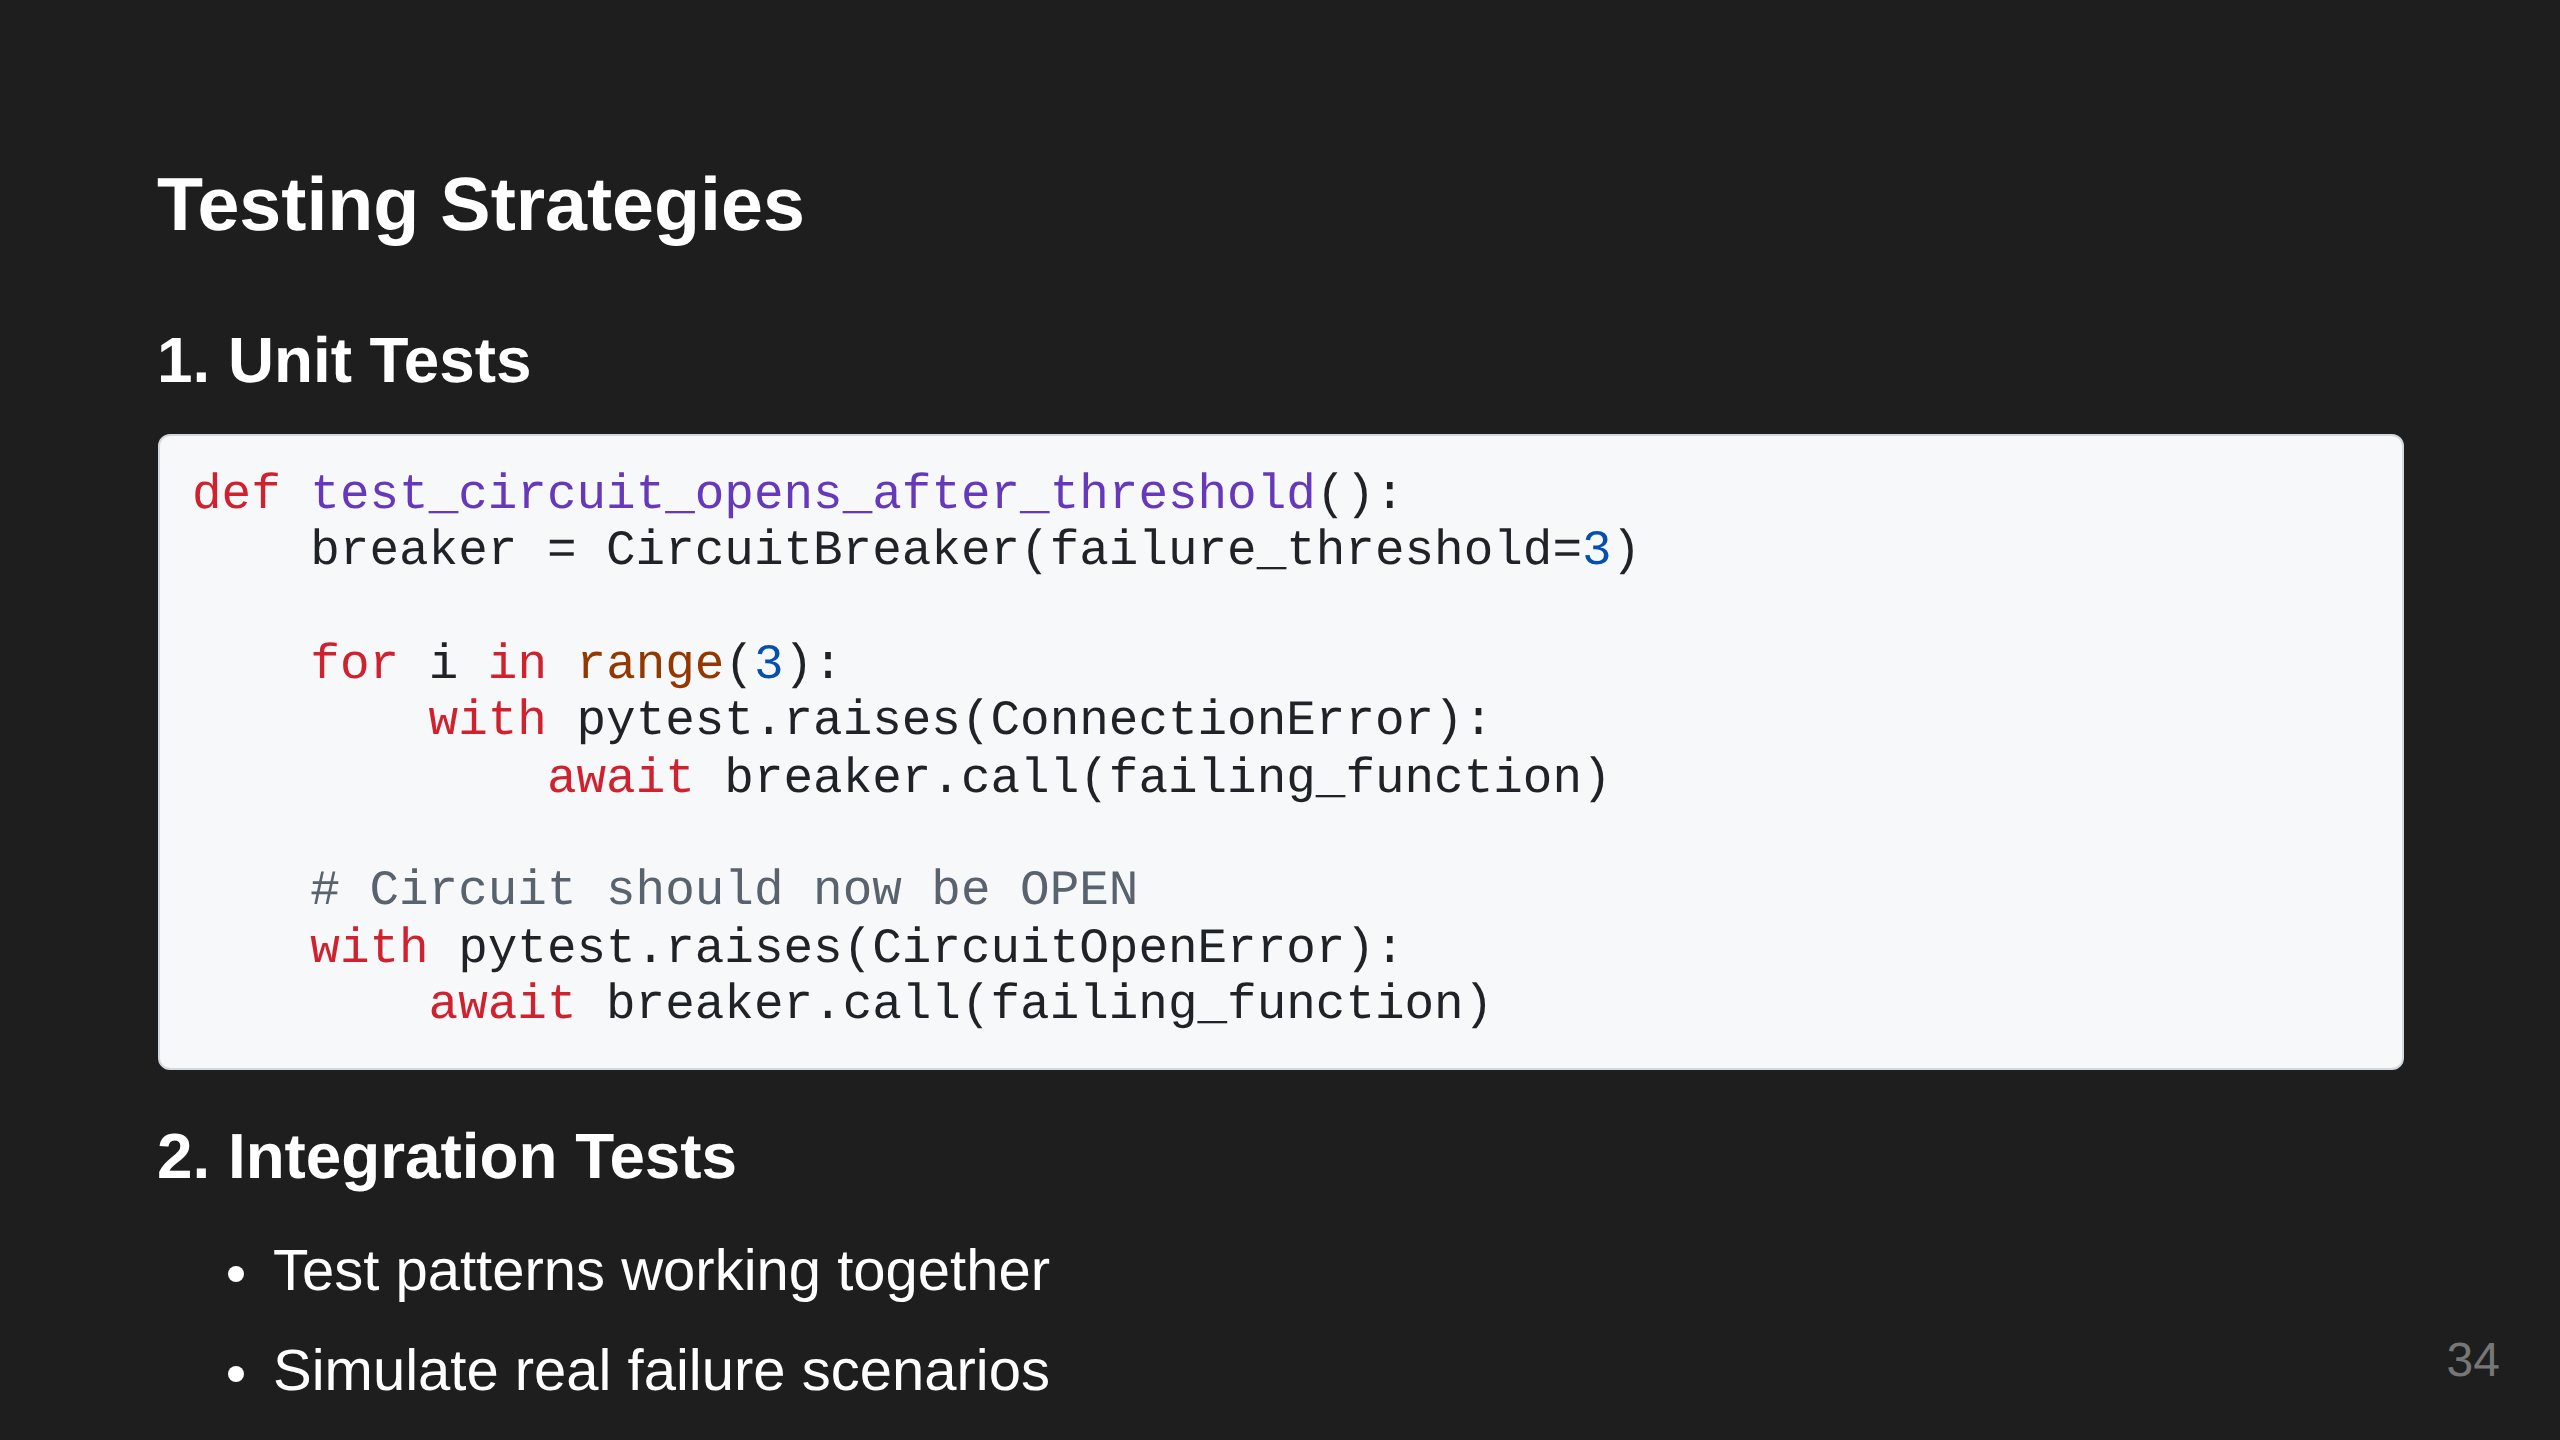 Testing Strategies
1. Unit Tests
def test_circuit_opens_after_threshold():
    breaker = CircuitBreaker(failure_threshold=3)

    for i in range(3):
        with pytest.raises(ConnectionError):
            await breaker.call(failing_function)

    # Circuit should now be OPEN
    with pytest.raises(CircuitOpenError):
        await breaker.call(failing_function)
2. Integration Tests
• Test patterns working together
• Simulate real failure scenarios
34